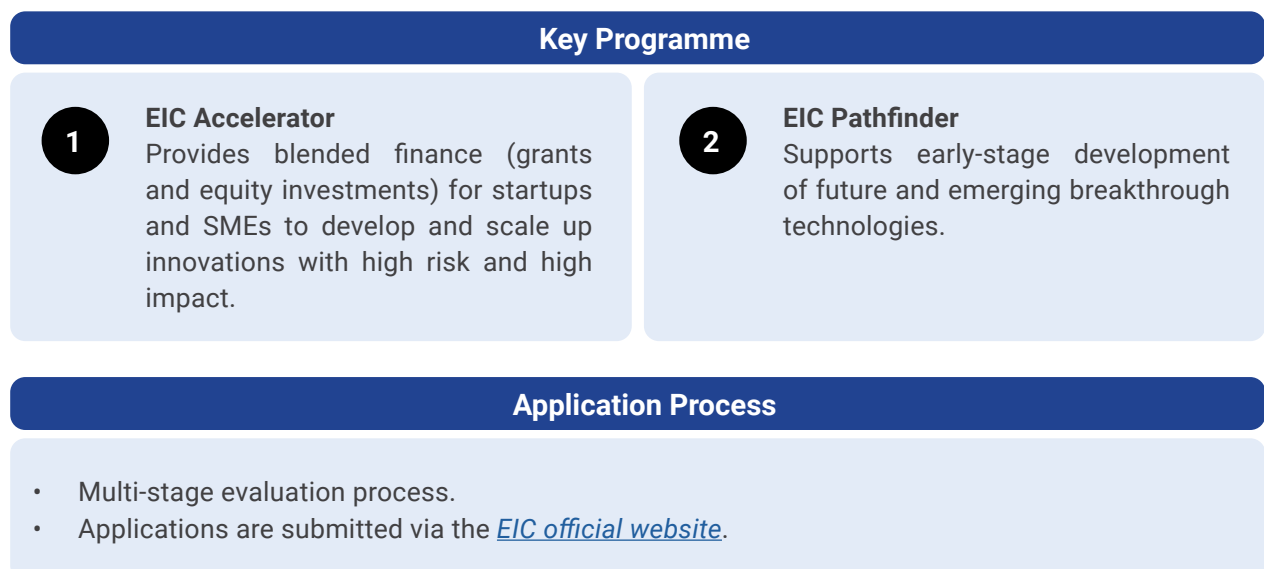 Key Programme
1
EIC Accelerator
Provides blended finance (grants
and equity investments) for startups
and SMEs to develop and scale up
innovations with high risk and high
impact.
2
EIC Pathfinder
Supports early-stage development
of future and emerging breakthrough
technologies.
Application Process
• Multi-stage evaluation process.
• Applications are submitted via the EIC official website.